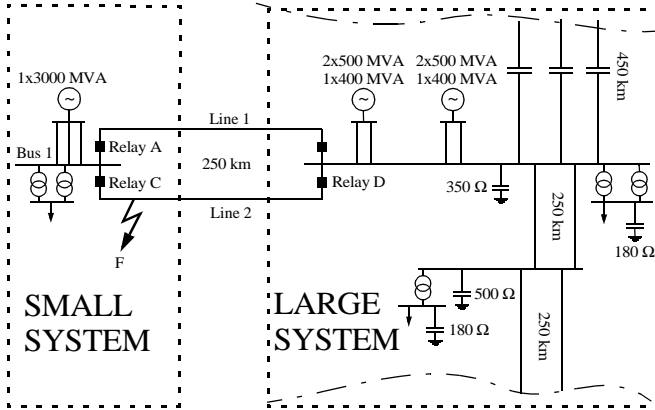 2x500 MVA
1x400 MVA
2x500 MVA
1x400 MVA
450 km
1x3000 MVA
~
~
~
Line 1
Relay A
Bus 1
250 km
Relay C
Relay D
350 Ω
250 km
Line 2
180 Ω
F
SMALL
SYSTEM
LARGE
SYSTEM
500 Ω
180 Ω
250 km